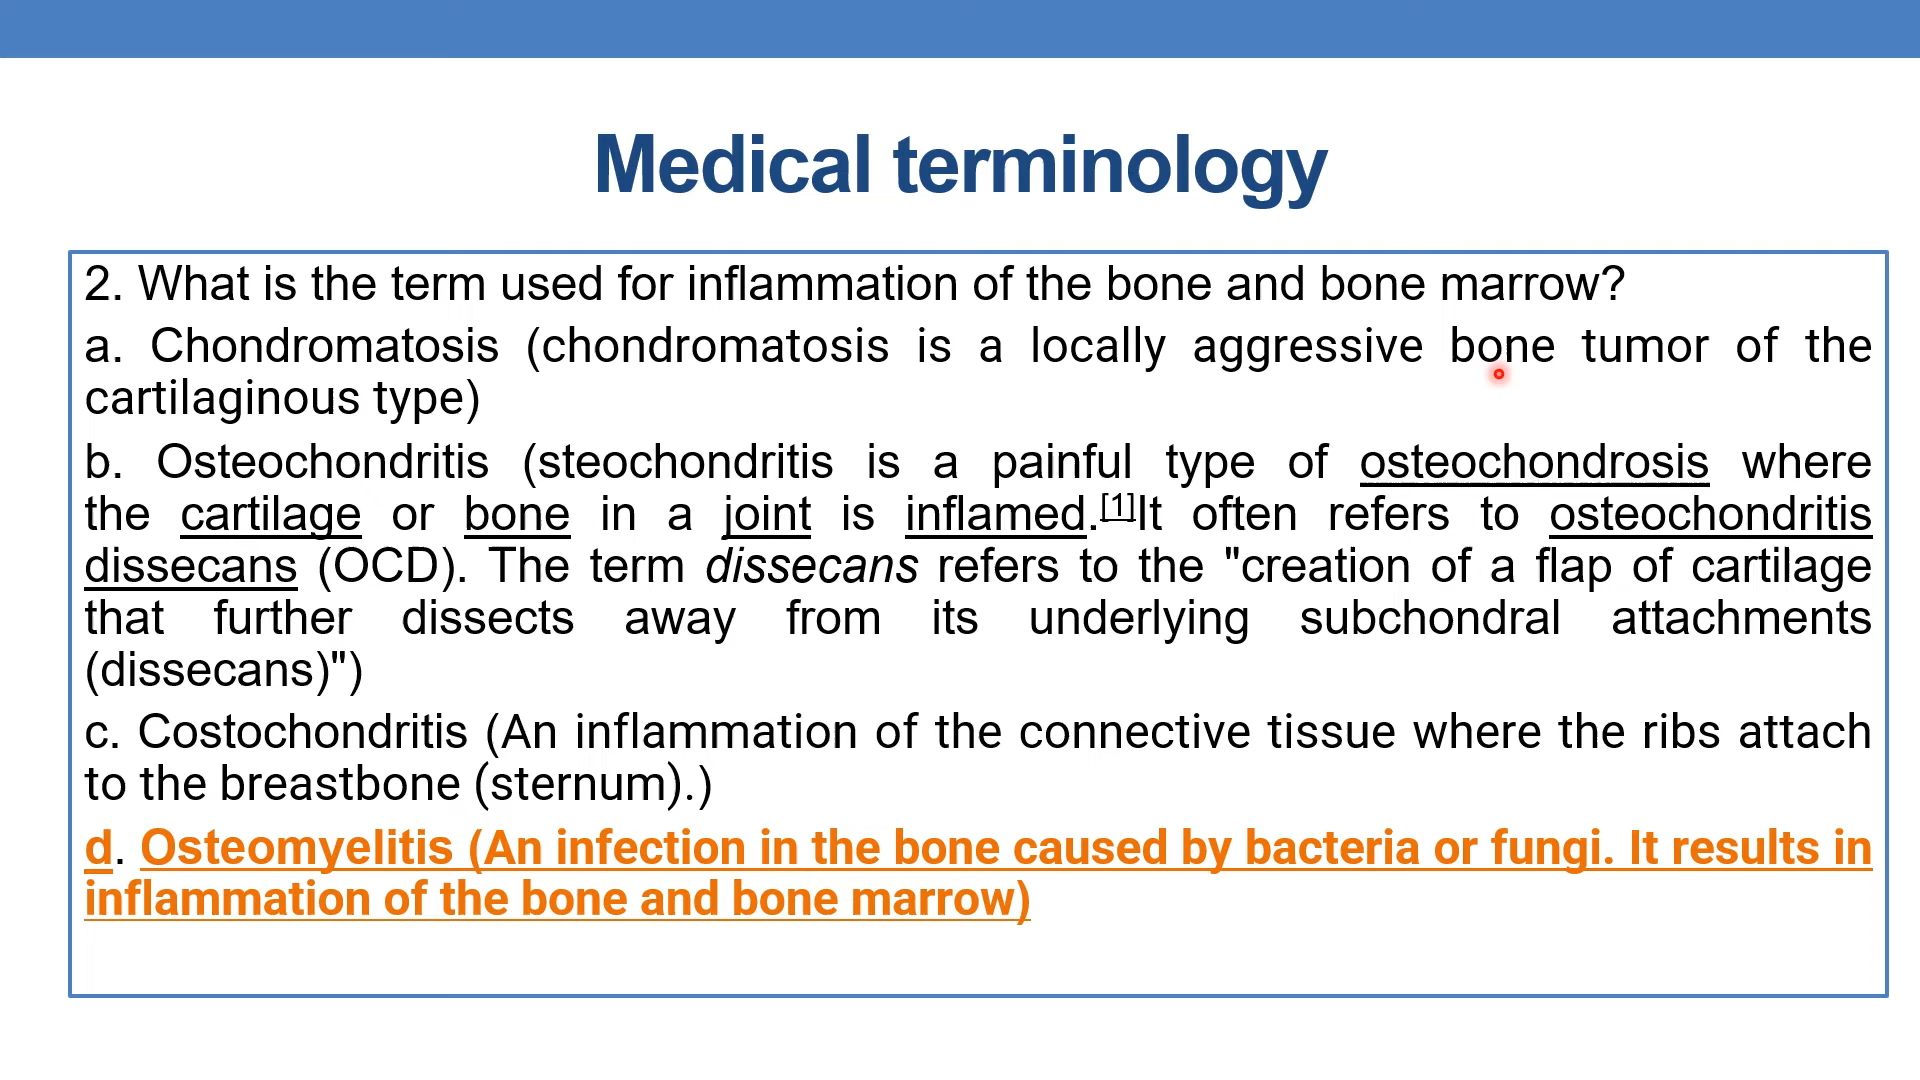 Medical terminology
2. What is the term used for inflammation of the bone and bone marrow?
a. Chondromatosis (chondromatosis is a locally aggressive bone tumor of the
cartilaginous type)
b. Osteochondritis (steochondritis is a painful type of osteochondrosis where
the cartilage or bone in a joint is inflamed.[1]It often refers to osteochondritis
dissecans (OCD). The term dissecans refers to the "creation of a flap of cartilage
that further dissects away from its underlying subchondral attachments
(dissecans)")
c. Costochondritis (An inflammation of the connective tissue where the ribs attach
to the breastbone (sternum).)
d. Osteomyelitis (An infection in the bone caused by bacteria or fungi. It results in
inflammation of the bone and bone marrow)